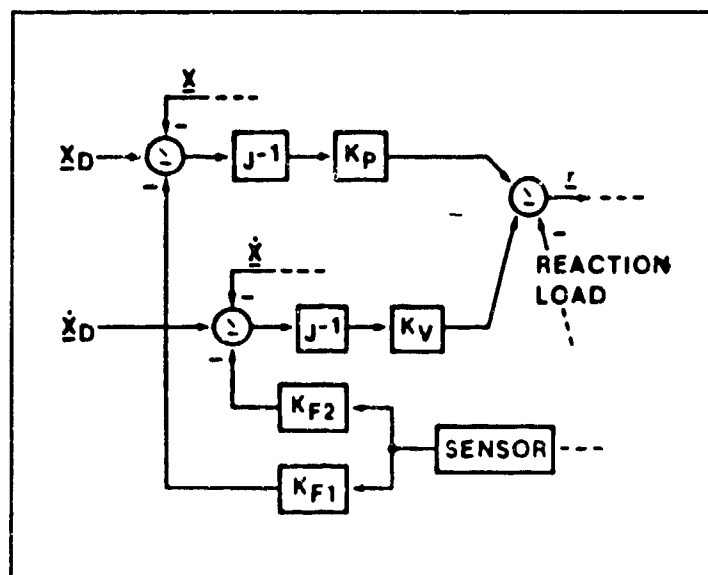 X
X_D
J⁻¹
K_P
Σ
Σ
REACTION
LOAD
Ẋ
Ẋ_D
Σ
J⁻¹
K_V
K_F2
SENSOR
K_F1